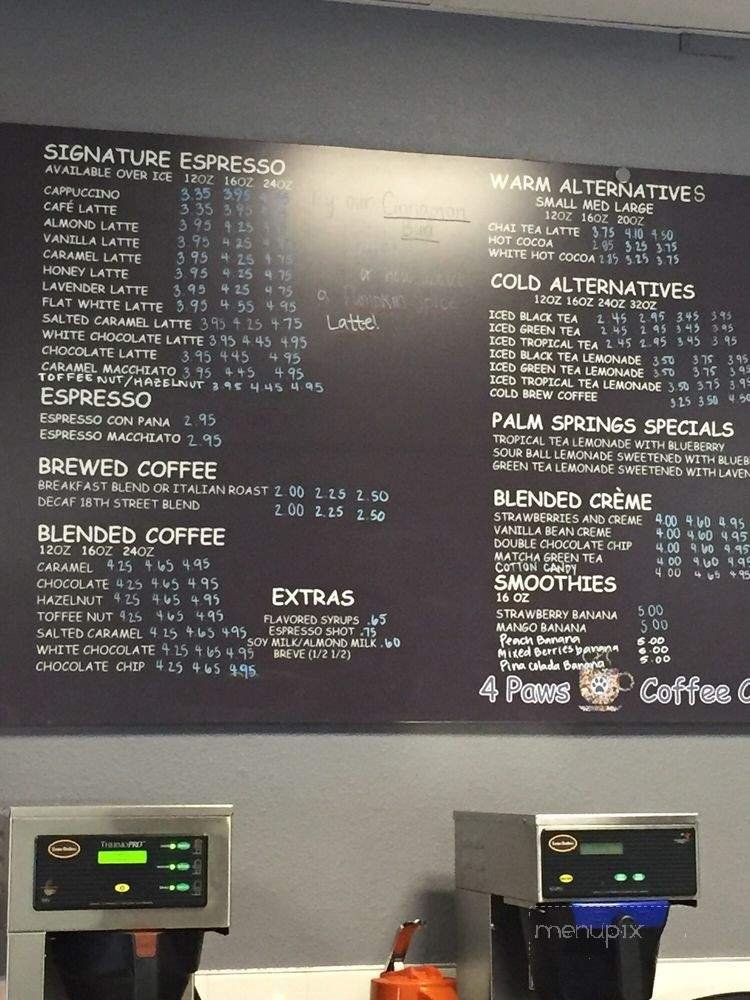 SIGNATURE ESPRESSO
AVAILABLE OVER ICE 12OZ 16OZ 24OZ
CAPPUCCINO 3.35 3.95
CAFÉ LATTE 3.35 3.95
ALMOND LATTE 3.95 4.25
VANILLA LATTE 3.95 4.25
CARAMEL LATTE 3.95 4.25 4.75
HONEY LATTE 3.95 4.25 4.75
LAVENDER LATTE 3.95 4.25 4.75
FLAT WHITE LATTE 3.95 4.55 4.95
SALTED CARAMEL LATTE 3.95 4.25 4.75
WHITE CHOCOLATE LATTE 3.95 4.45 4.95
CHOCOLATE LATTE 3.95 4.45 4.95
CARAMEL MACCHIATO 3.95 4.45 4.95
TOFFEE NUT/HAZELNUT 3.95 4.45 4.95
ESPRESSO
ESPRESSO CON PANA 2.95
ESPRESSO MACCHIATO 2.95
BREWED COFFEE
BREAKFAST BLEND OR ITALIAN ROAST 2.00 2.25 2.50
DECAF 18TH STREET BLEND 2.00 2.25 2.50
BLENDED COFFEE
12OZ 16OZ 24OZ
CARAMEL 4.25 4.65 4.95
CHOCOLATE 4.25 4.65 4.95
HAZELNUT 4.25 4.65 4.95
TOFFEE NUT 4.25 4.65 4.95
SALTED CARAMEL 4.25 4.65 4.95
WHITE CHOCOLATE 4.25 4.65 4.95
CHOCOLATE CHIP 4.25 4.65 4.95
our Cinnamon
Bun
or
a Pumpkin Spice
Latte!
EXTRAS
FLAVORED SYRUPS .65
ESPRESSO SHOT .75
SOY MILK/ALMOND MILK .60
BREVE (1/2 1/2)
WARM ALTERNATIVES
SMALL MED LARGE
12OZ 16OZ 20OZ
CHAI TEA LATTE 3.75 4.10 4.50
HOT COCOA 2.85 3.25 3.75
WHITE HOT COCOA 2.85 3.25 3.75
COLD ALTERNATIVES
12OZ 16OZ 24OZ 32OZ
ICED BLACK TEA 2.45 2.95 3.45 3.95
ICED GREEN TEA 2.45 2.95 3.45 3.95
ICED TROPICAL TEA 2.45 2.95 3.45 3.95
ICED BLACK TEA LEMONADE 3.50 3.75 3.95
ICED GREEN TEA LEMONADE 3.50 3.75 3.95
ICED TROPICAL TEA LEMONADE 3.50 3.75 3.9
COLD BREW COFFEE 3.25 3.50 4.50
PALM SPRINGS SPECIALS
TROPICAL TEA LEMONADE WITH BLUEBERRY
SOUR BALL LEMONADE SWEETENED WITH BLUEB
GREEN TEA LEMONADE SWEETENED WITH LAVEN
BLENDED CRÈME
STRAWBERRIES AND CREME 4.00 4.60 4.95
VANILLA BEAN CREME 4.00 4.60 4.95
DOUBLE CHOCOLATE CHIP 4.00 4.60 4.95
MATCHA GREEN TEA 4.00 4.60 4.95
COTTON CANDY 4.00 4.65 4.95
SMOOTHIES
16 OZ
STRAWBERRY BANANA 5.00
MANGO BANANA 5.00
Peach Banana 5.00
Mixed Berries banana 5.00
Pina Colada Banana 5.00
4 Paws Coffee C
THERMOPRO
menupix